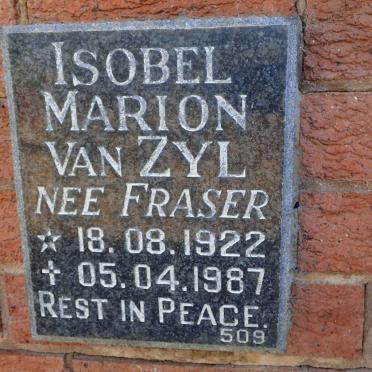 ISOBEL
MARION
VAN ZYL
NEE FRASER
☆ 18.08.1922
✝ 05.04.1987
REST IN PEACE.
509